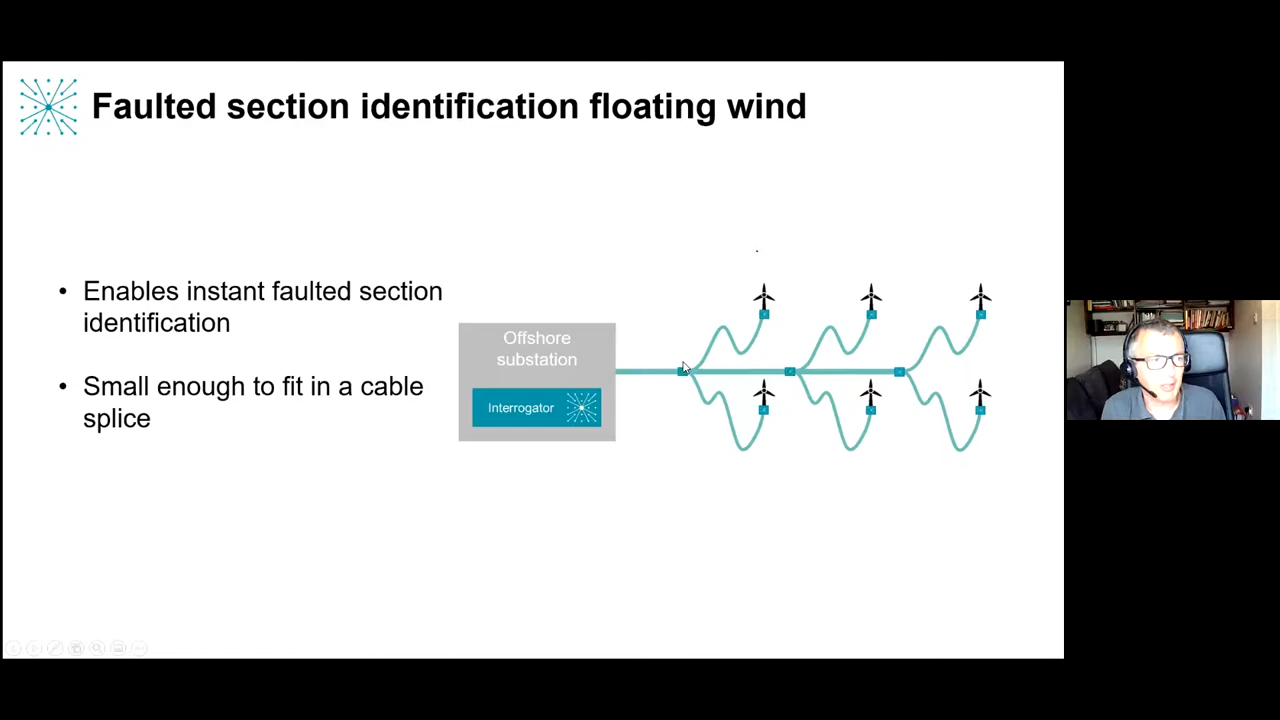 Faulted section identification floating wind
• Enables instant faulted section
identification
• Small enough to fit in a cable
splice
Offshore
substation
Interrogator